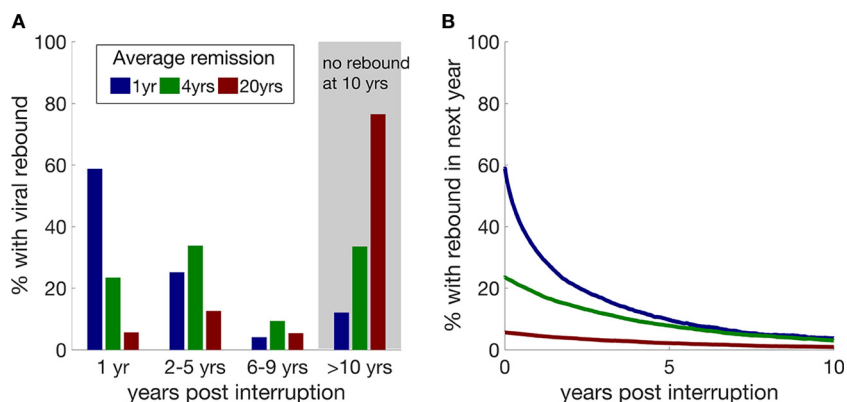 A
100
80
60
40
20
0
% with viral rebound
Average remission
1yr 4yrs 20yrs
no rebound
at 10 yrs
1 yr 2-5 yrs 6-9 yrs >10 yrs
years post interruption
B
100
80
60
40
20
0
% with rebound in next year
0 5 10
years post interruption